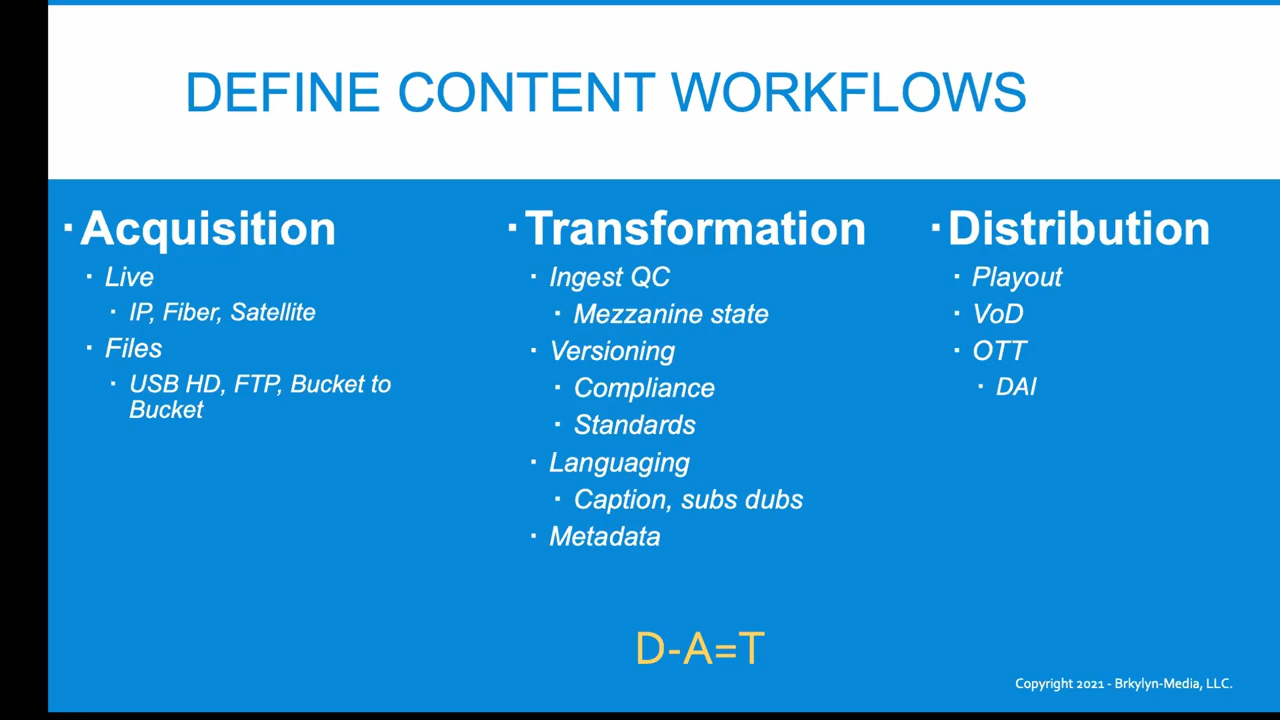 DEFINE CONTENT WORKFLOWS
▪ Acquisition
▪ Live
▪ IP, Fiber, Satellite
▪ Files
▪ USB HD, FTP, Bucket to
Bucket
▪ Transformation
▪ Ingest QC
▪ Mezzanine state
▪ Versioning
▪ Compliance
▪ Standards
▪ Languaging
▪ Caption, subs dubs
▪ Metadata
▪ Distribution
▪ Playout
▪ VoD
▪ OTT
▪ DAI
D-A=T
Copyright 2021 - Brkylyn-Media, LLC.